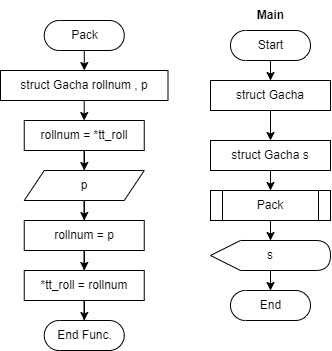 Pack
struct Gacha rollnum , p
rollnum = *tt_roll
p
rollnum = p
*tt_roll = rollnum
End Func.
Main
Start
struct Gacha
struct Gacha s
Pack
s
End